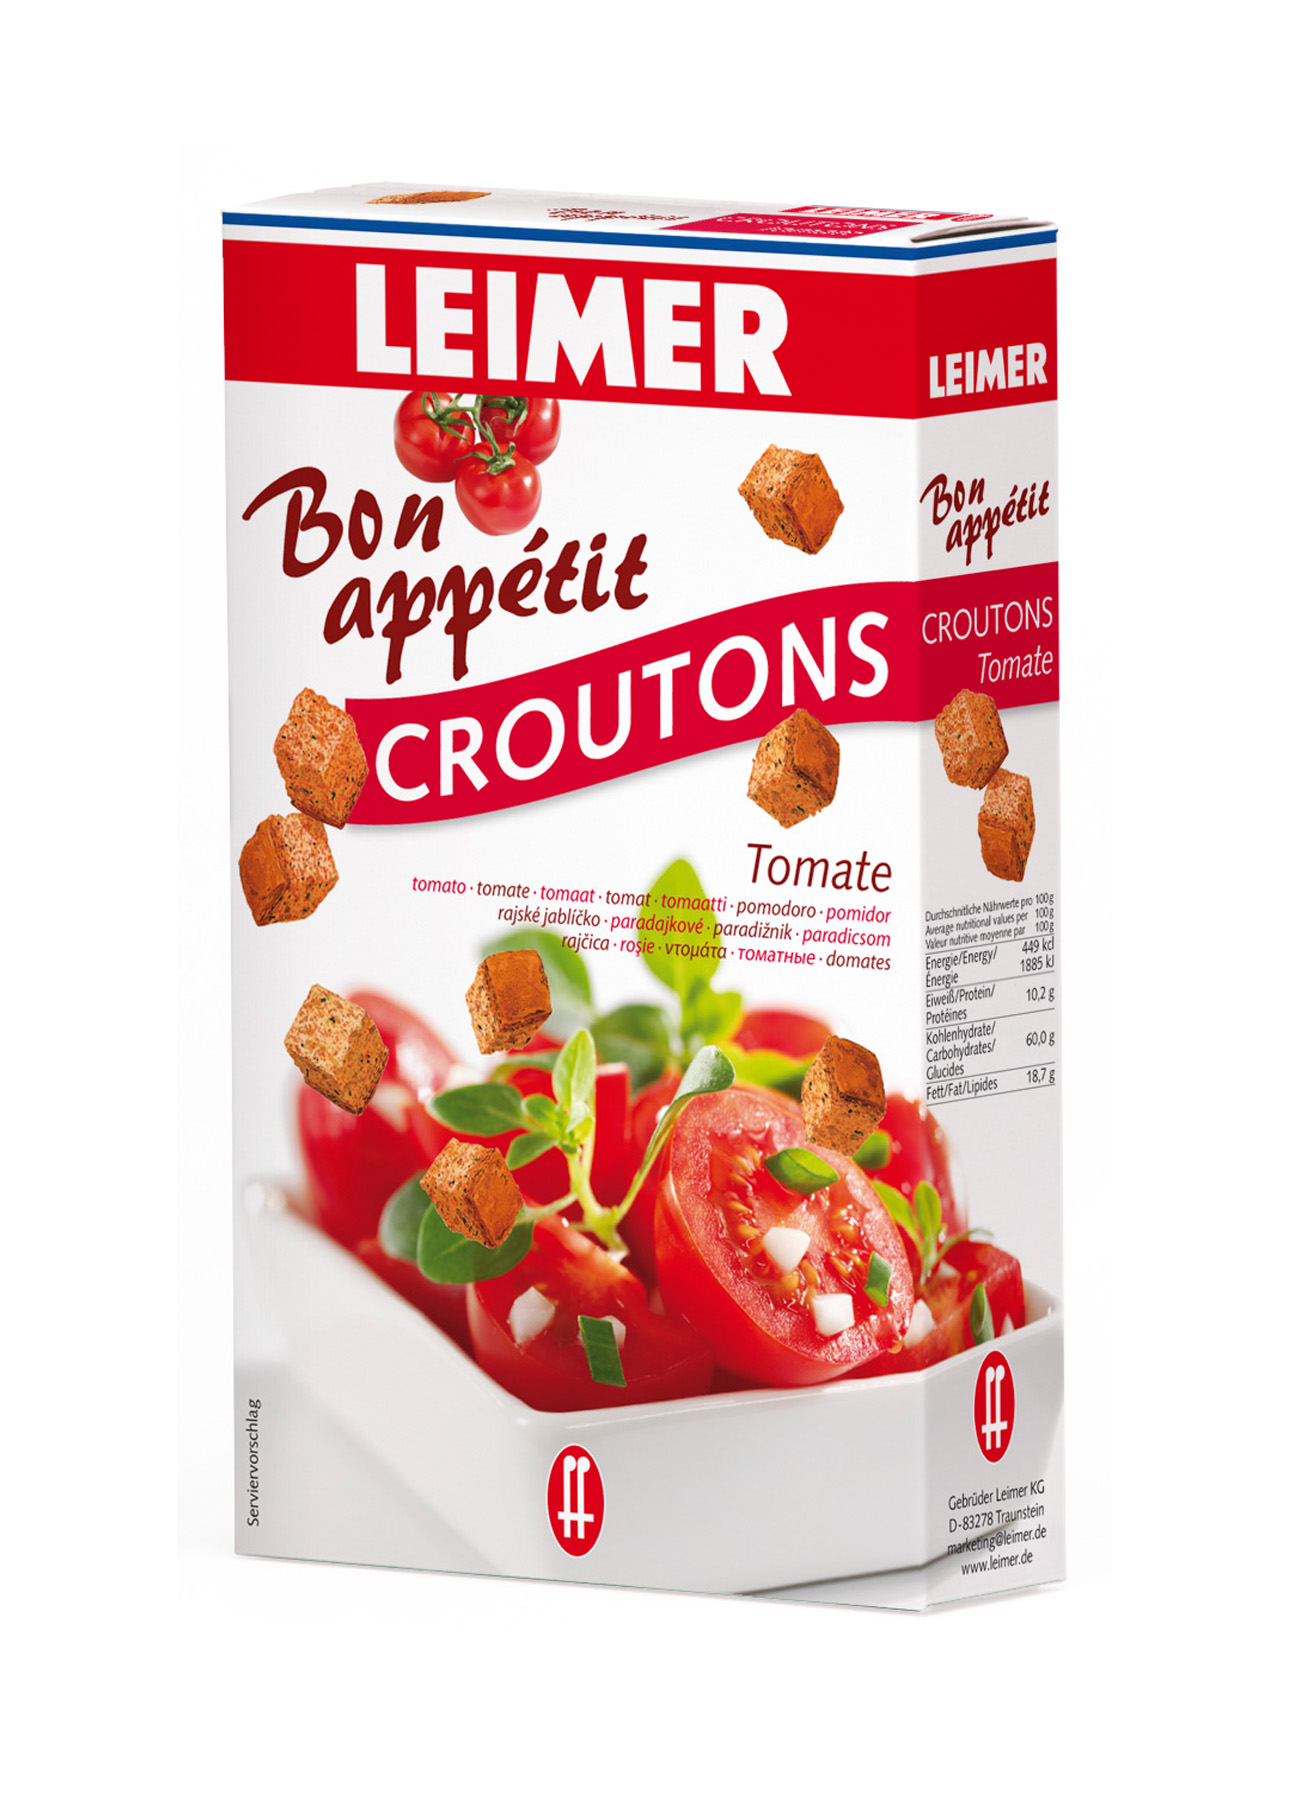 LEIMER
Bon
appétit
CROUTONS
Tomate
tomato · tomate · tomaat · tomat · tomaatti · pomodoro · pomidor
rajské jablíčko · paradajkové · paradižnik · paradicsom
rajčica · roşie · ντομάτα · томатные · domates
Serviervorschlag
LEIMER
LEIMER
Bon
appétit
CROUTONS
Tomate
Durchschnittliche Nährwerte pro 100g
Average nutritional values per 100g
Valeur nutritive moyenne par 100g
Energie/Energy/ 449 kcl
Énergie 1885 kJ
Eiweiß/Protein/ 10,2 g
Protéines
Kohlenhydrate/
Carbohydrates/ 60,0 g
Glucides
Fett/Fat/Lipides 18,7 g
Gebrüder Leimer KG
D-83278 Traunstein
marketing@leimer.de
www.leimer.de